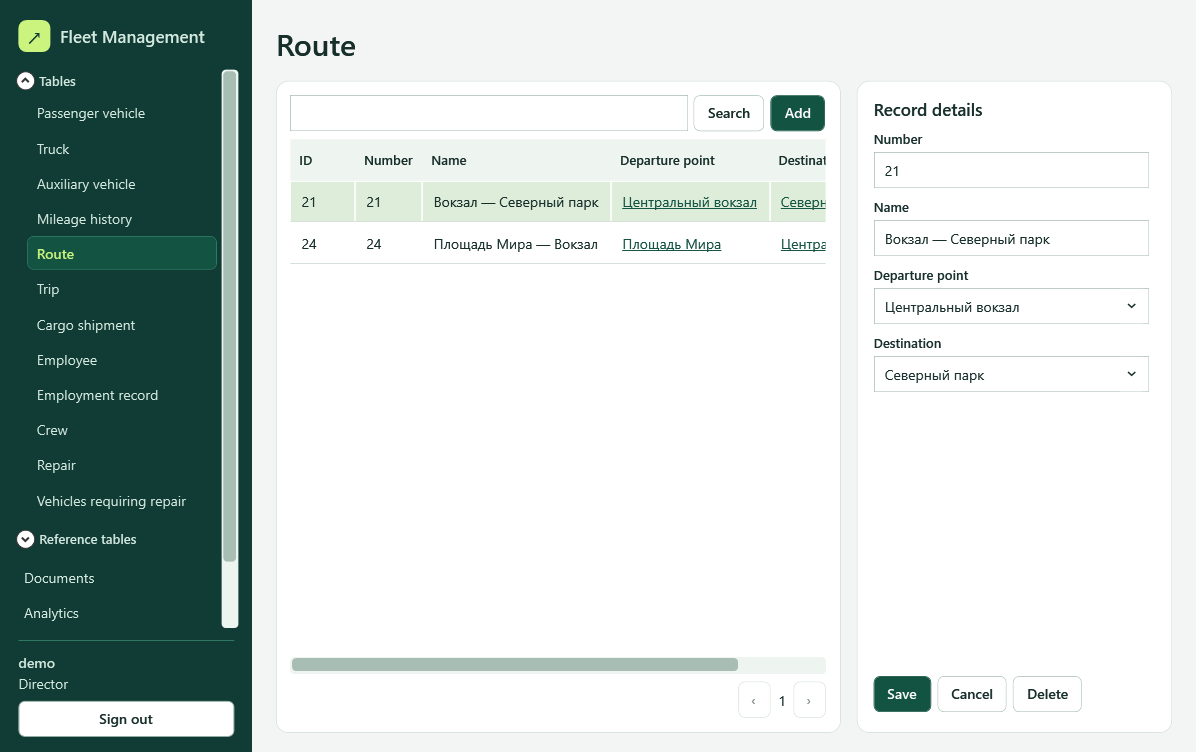 Fleet Management
Tables
Passenger vehicle
Truck
Auxiliary vehicle
Mileage history
Route
Trip
Cargo shipment
Employee
Employment record
Crew
Repair
Vehicles requiring repair
Reference tables
Documents
Analytics
demo
Director
Sign out
Route
Search Add
ID Number Name Departure point Destinat
21 21 Вокзал — Северный парк Центральный вокзал Северн
24 24 Площадь Мира — Вокзал Площадь Мира Центра
‹ 1 ›
Record details
Number
21
Name
Вокзал — Северный парк
Departure point
Центральный вокзал
Destination
Северный парк
Save Cancel Delete